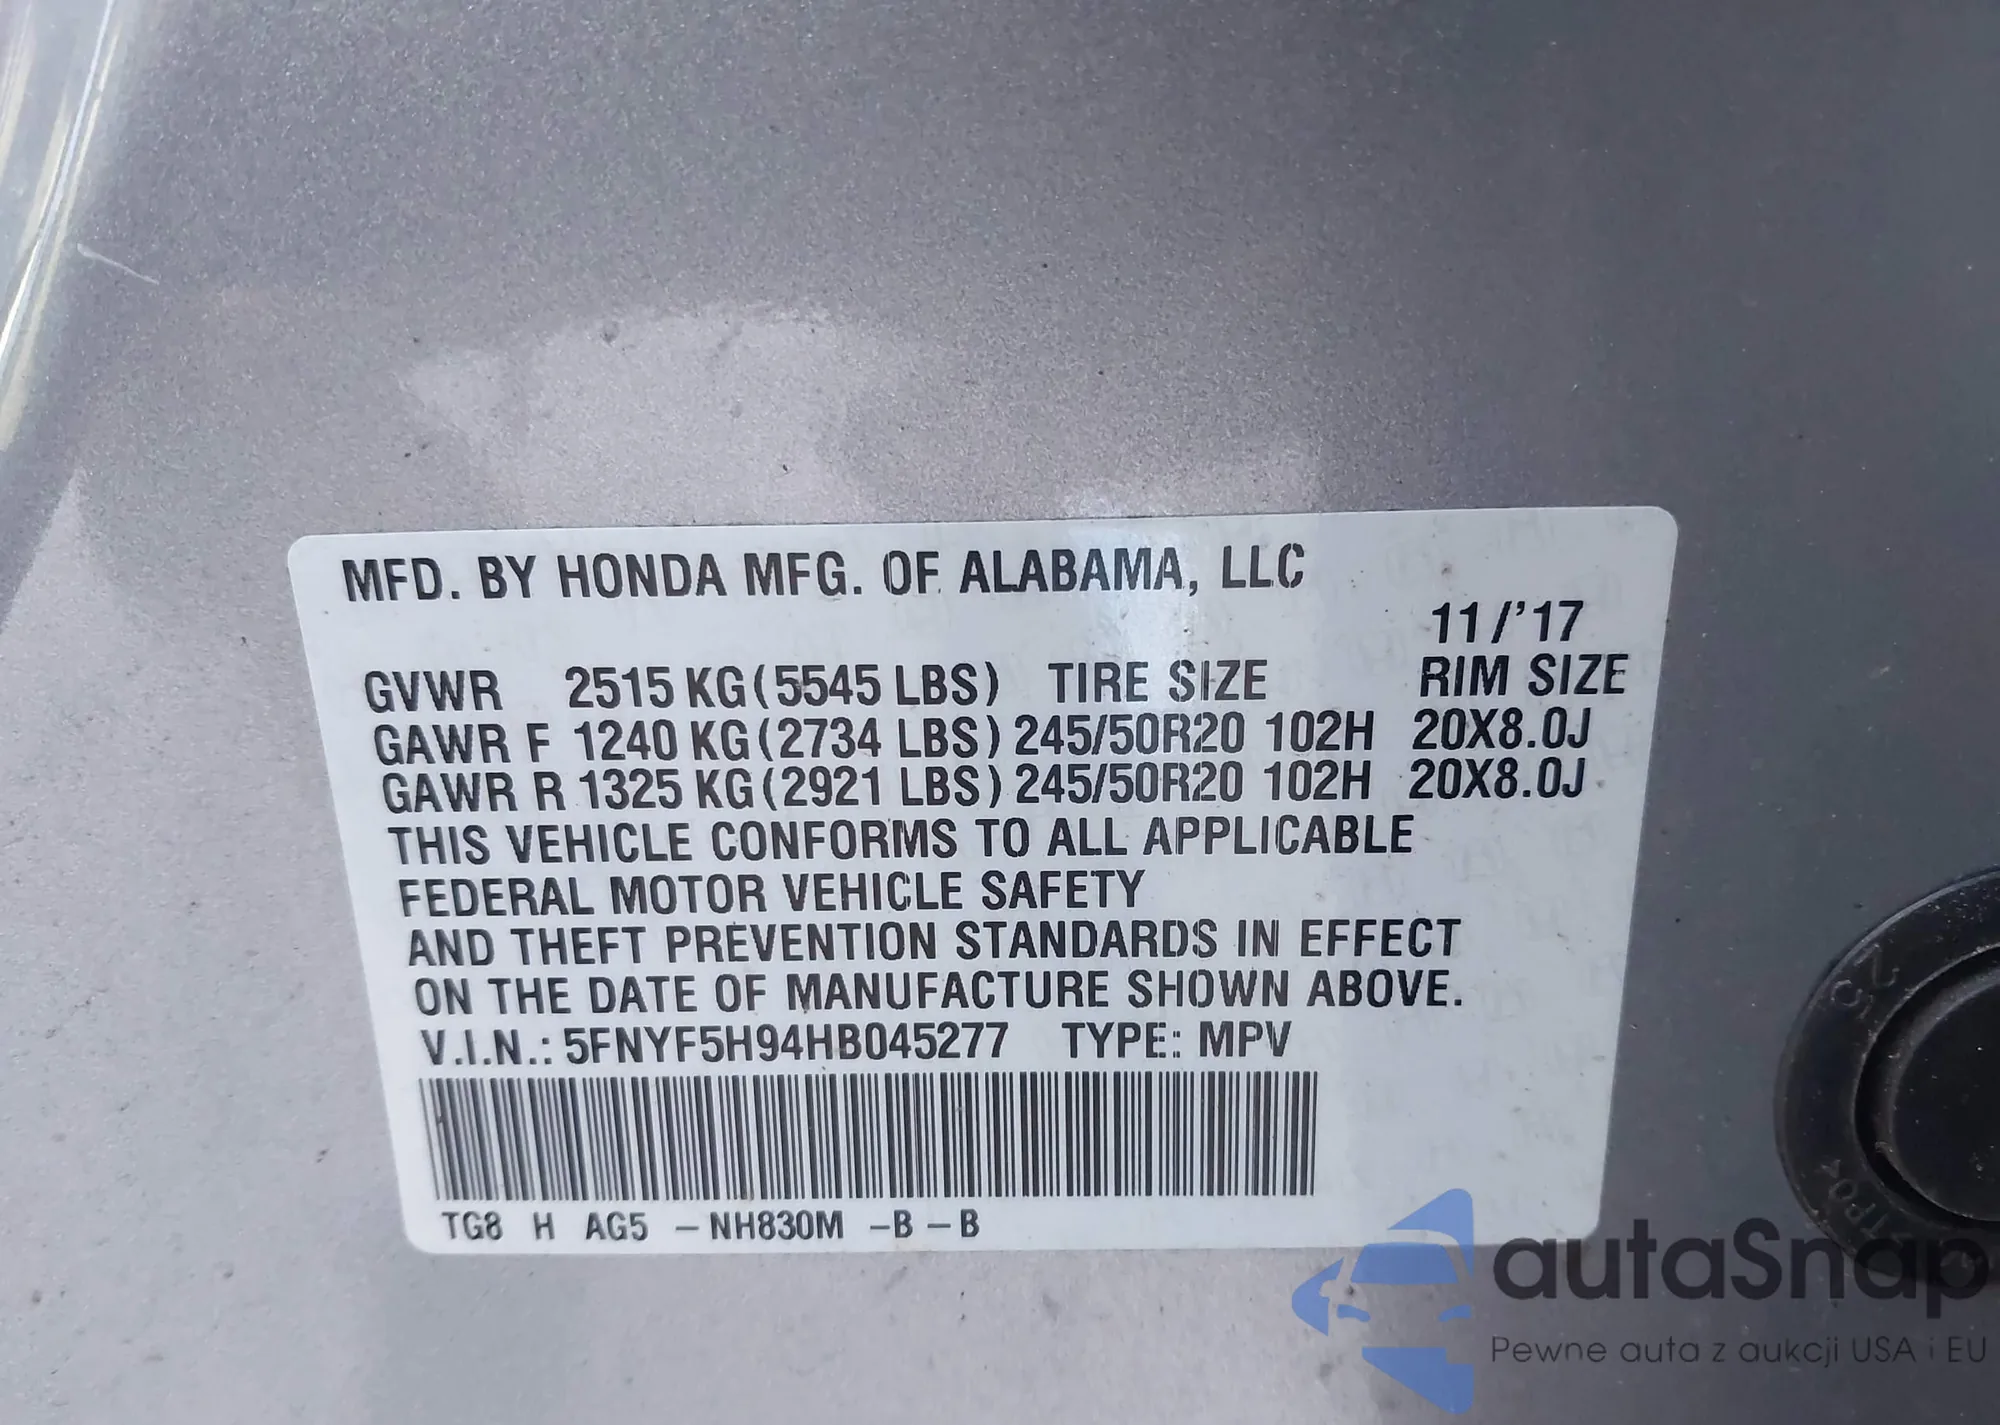 MFD. BY HONDA MFG. OF ALABAMA, LLC
11/'17
GVWR 2515 KG(5545 LBS) TIRE SIZE RIM SIZE
GAWR F 1240 KG(2734 LBS) 245/50R20 102H 20X8.0J
GAWR R 1325 KG(2921 LBS) 245/50R20 102H 20X8.0J
THIS VEHICLE CONFORMS TO ALL APPLICABLE
FEDERAL MOTOR VEHICLE SAFETY
AND THEFT PREVENTION STANDARDS IN EFFECT
ON THE DATE OF MANUFACTURE SHOWN ABOVE.
V.I.N.: 5FNYF5H94HB045277 TYPE: MPV
TG8 H AG5 – NH830M – B – B
25
autaSnap
Pewne auta z aukcji USA i EU